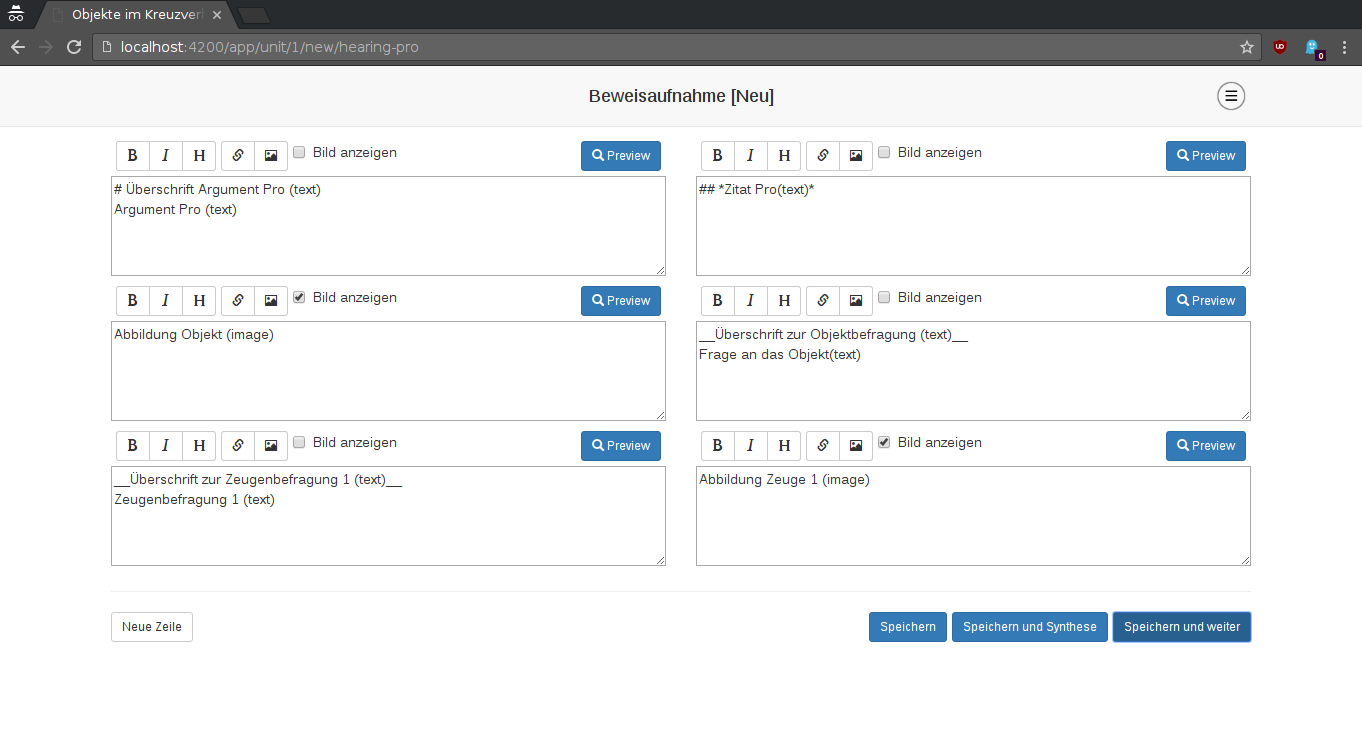 Objekte im Kreuzver
localhost:4200/app/unit/1/new/hearing-pro
UD
0
Beweisaufnahme [Neu]
B I H Bild anzeigen Preview
B I H Bild anzeigen Preview
# Überschrift Argument Pro (text)
Argument Pro (text)
## *Zitat Pro(text)*
B I H Bild anzeigen Preview
B I H Bild anzeigen Preview
Abbildung Objekt (image)
__Überschrift zur Objektbefragung (text)__
Frage an das Objekt(text)
B I H Bild anzeigen Preview
B I H Bild anzeigen Preview
__Überschrift zur Zeugenbefragung 1 (text)__
Zeugenbefragung 1 (text)
Abbildung Zeuge 1 (image)
Neue Zeile Speichern Speichern und Synthese Speichern und weiter